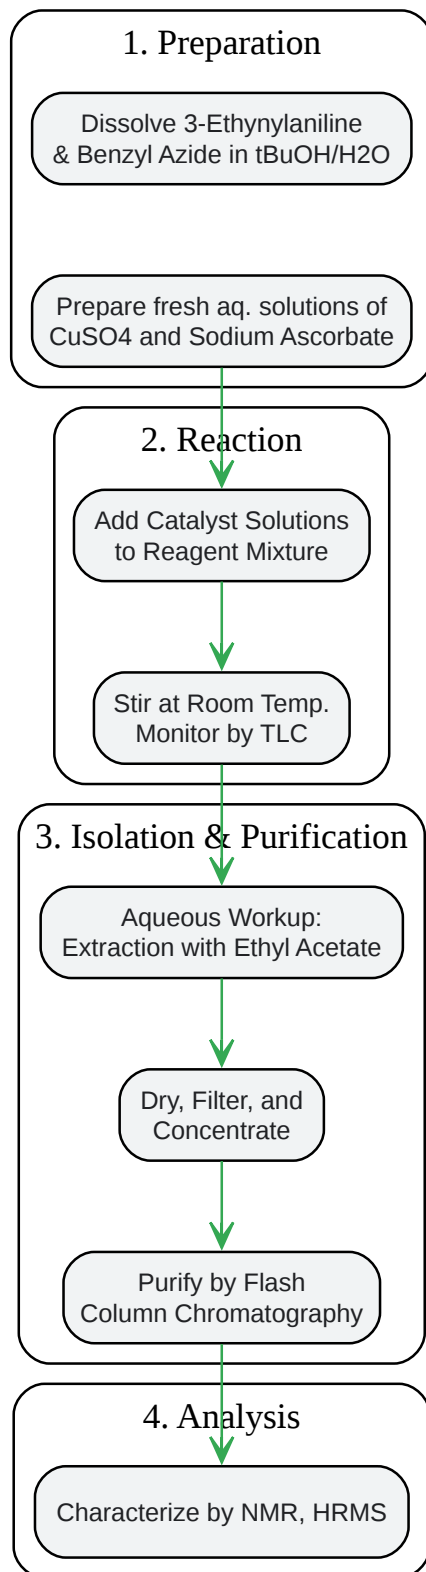 1. Preparation
Dissolve 3-Ethynylaniline
& Benzyl Azide in tBuOH/H2O
Prepare fresh aq. solutions of
CuSO4 and Sodium Ascorbate
2. Reaction
Add Catalyst Solutions
to Reagent Mixture
Stir at Room Temp.
Monitor by TLC
3. Isolation & Purification
Aqueous Workup:
Extraction with Ethyl Acetate
Dry, Filter, and
Concentrate
Purify by Flash
Column Chromatography
4. Analysis
Characterize by NMR, HRMS